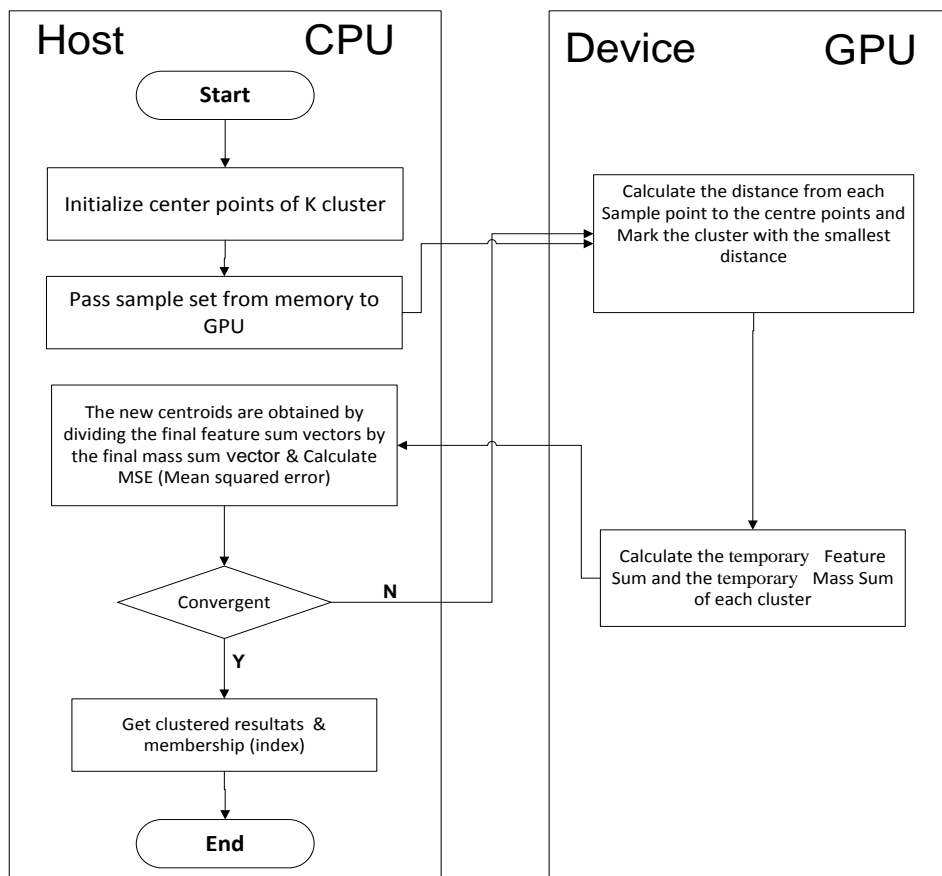 Host CPU
Start
Initialize center points of K cluster
Pass sample set from memory to
GPU
The new centroids are obtained by
dividing the final feature sum vectors by
the final mass sum vector & Calculate
MSE (Mean squared error)
Convergent
N
Y
Get clustered resultats &
membership (index)
End
Device GPU
Calculate the distance from each
Sample point to the centre points and
Mark the cluster with the smallest
distance
Calculate the temporary Feature
Sum and the temporary Mass Sum
of each cluster